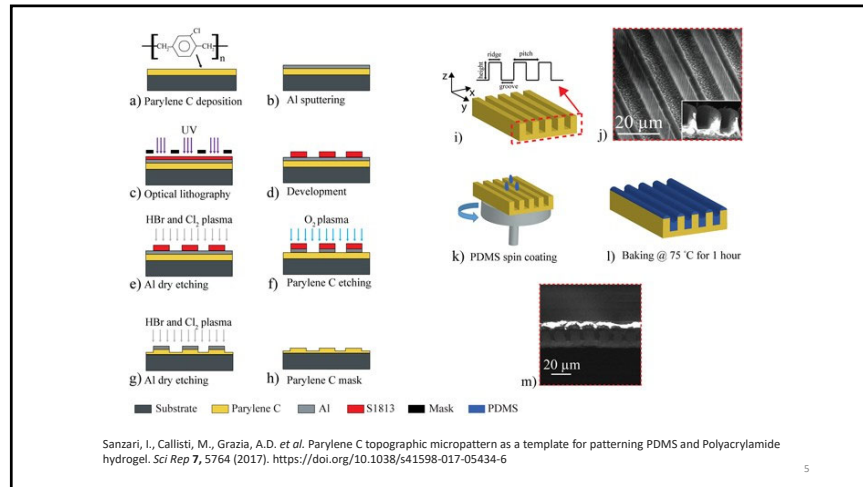 Cl
CH₂
CH₂
n
a) Parylene C deposition
b) Al sputtering
UV
c) Optical lithography
d) Development
HBr and Cl₂ plasma
O₂ plasma
e) Al dry etching
f) Parylene C etching
HBr and Cl₂ plasma
g) Al dry etching
h) Parylene C mask
ridge
pitch
height
groove
z
x
y
i)
j)
20 µm
k) PDMS spin coating
l) Baking @ 75 °C for 1 hour
m)
20 µm
Substrate Parylene C Al S1813 Mask PDMS
Sanzari, I., Callisti, M., Grazia, A.D. et al. Parylene C topographic micropattern as a template for patterning PDMS and Polyacrylamide
hydrogel. Sci Rep 7, 5764 (2017). https://doi.org/10.1038/s41598-017-05434-6
5